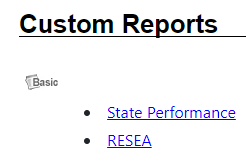 Custom Reports
Basic
State Performance
RESEA